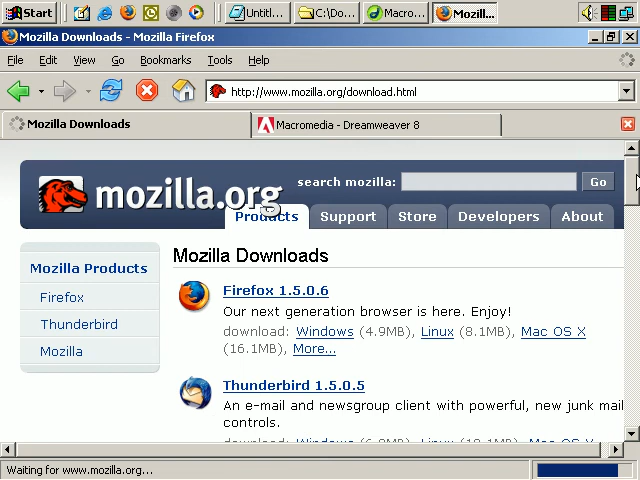 Start
Untitl...
C:\Do...
Macro...
Mozill...
Mozilla Downloads - Mozilla Firefox
File Edit View Go Bookmarks Tools Help
http://www.mozilla.org/download.html
Mozilla Downloads
Macromedia - Dreamweaver 8
mozilla.org
search mozilla:
Go
Products
Support
Store
Developers
About
Mozilla Products
Firefox
Thunderbird
Mozilla
Mozilla Downloads
Firefox 1.5.0.6
Our next generation browser is here. Enjoy!
download: Windows (4.9MB), Linux (8.1MB), Mac OS X
(16.1MB), More...
Thunderbird 1.5.0.5
An e-mail and newsgroup client with powerful, new junk mail
controls.
Waiting for www.mozilla.org...